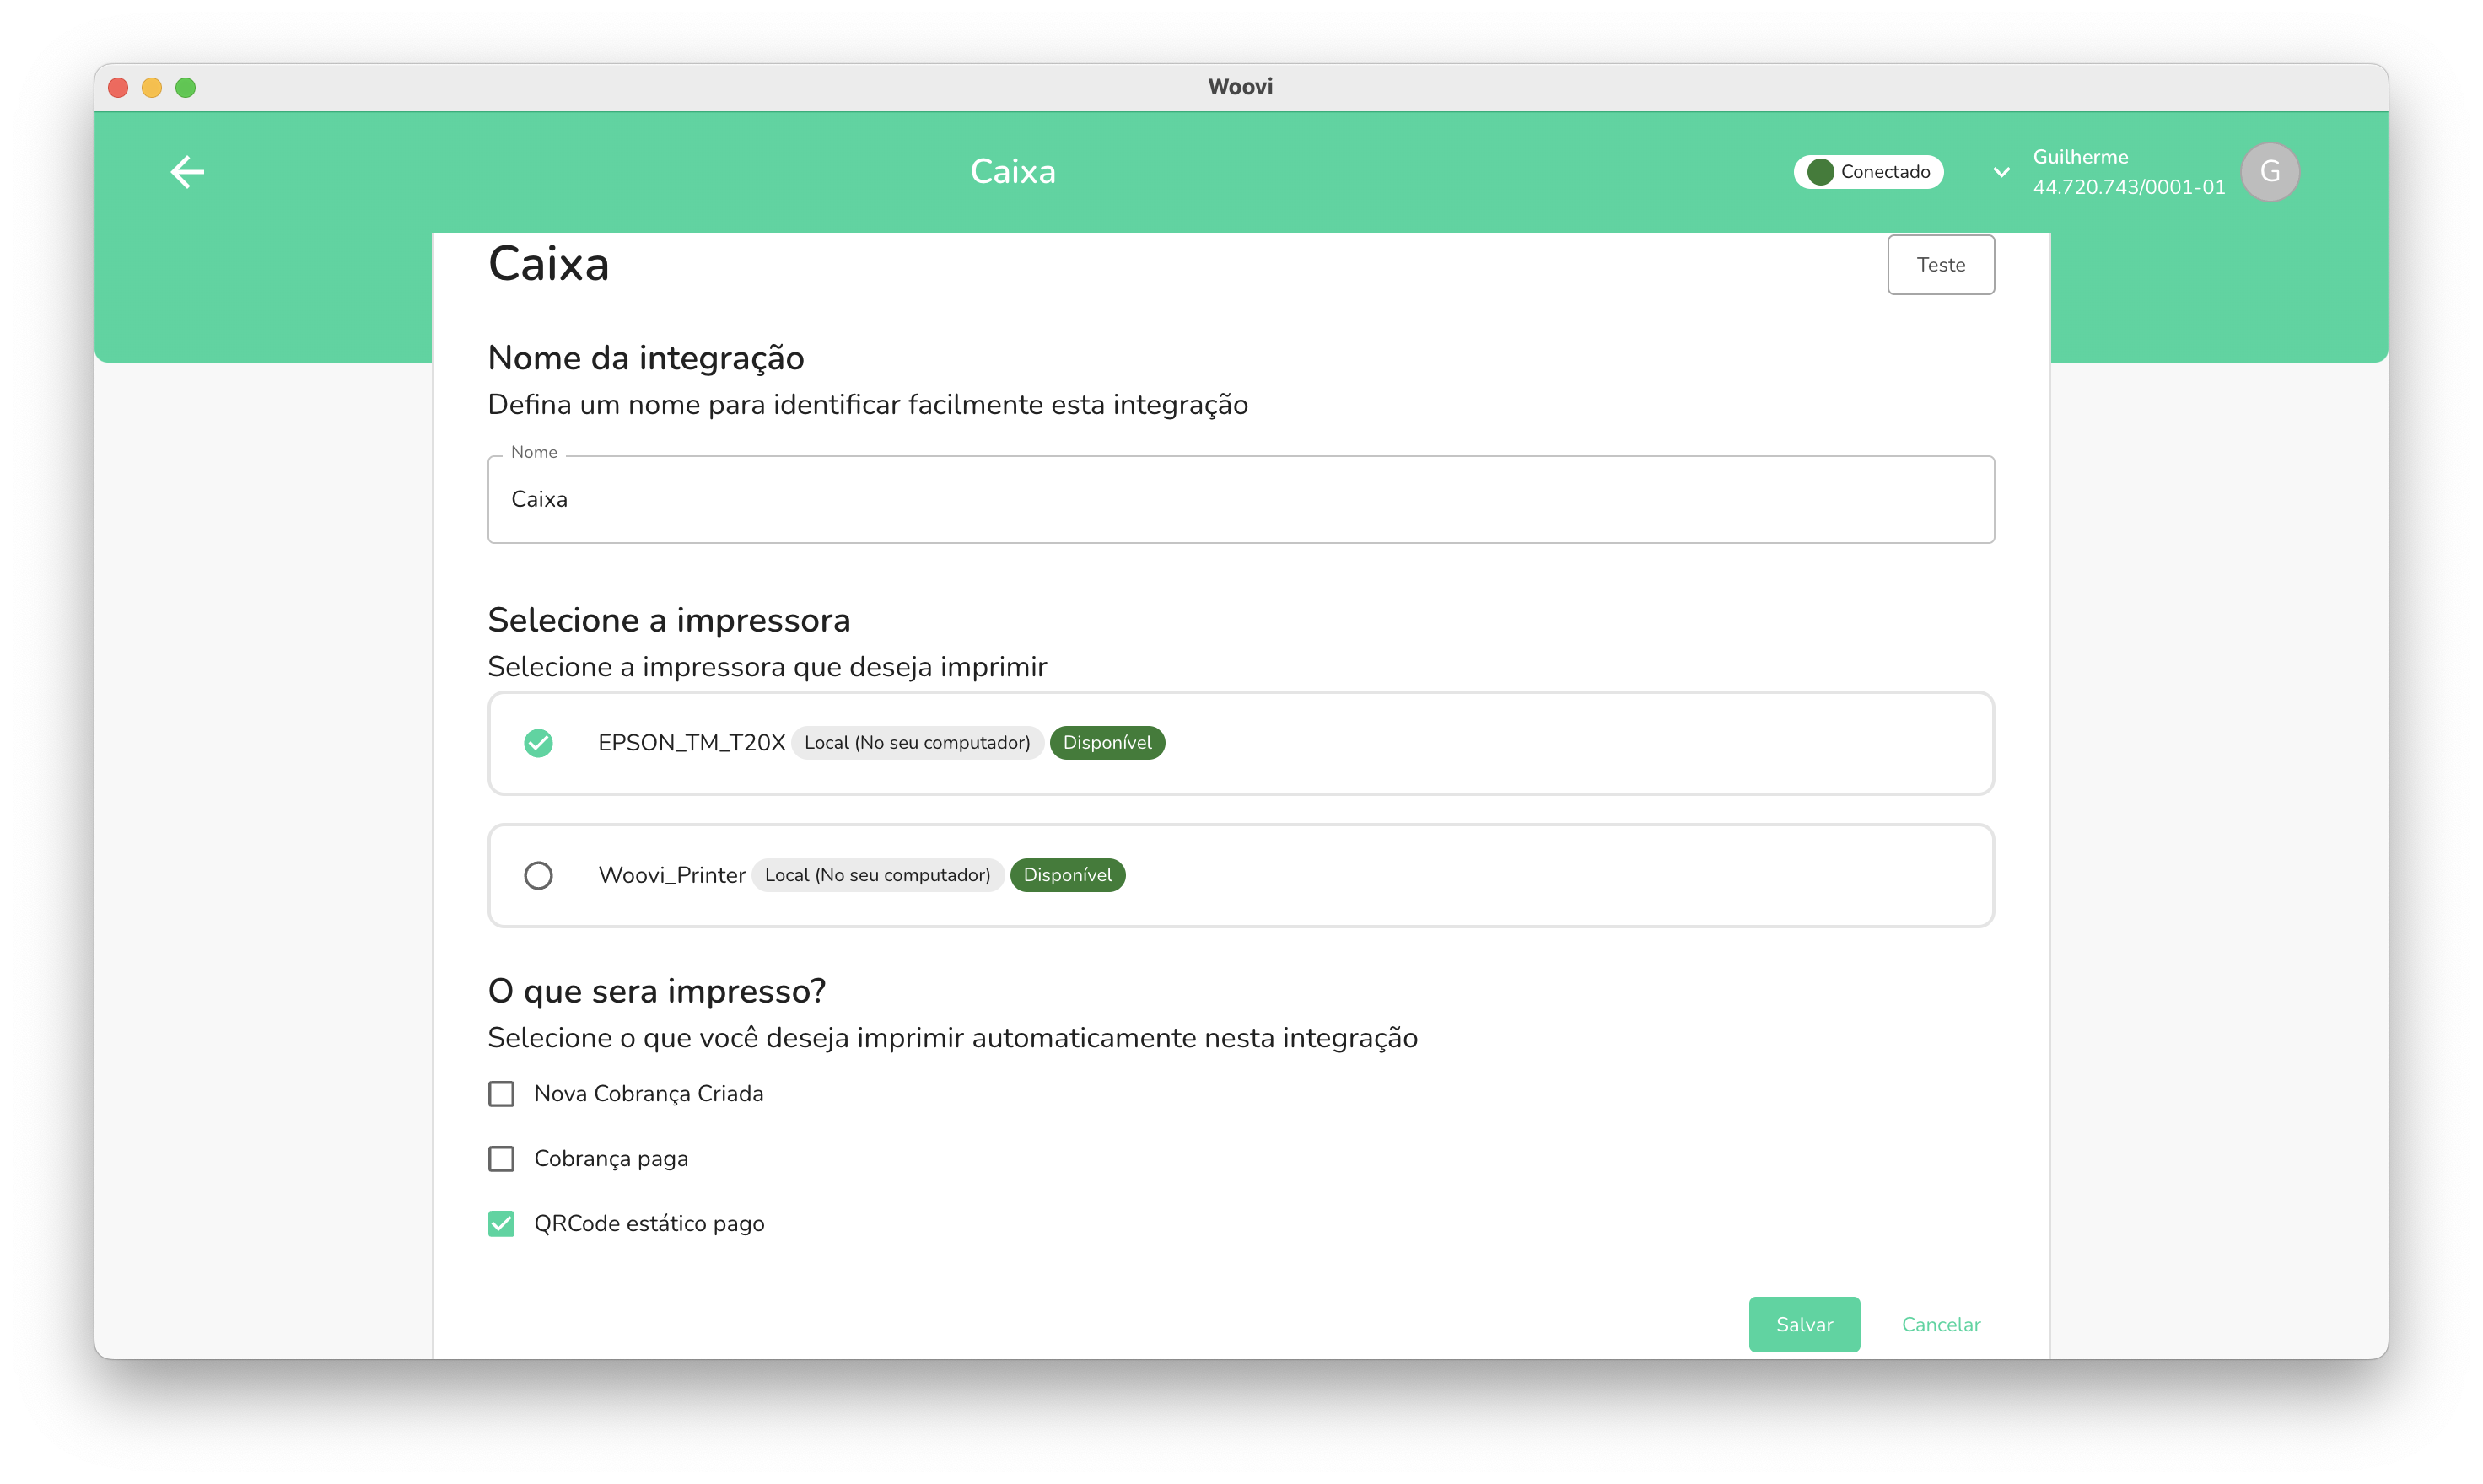 Woovi
Caixa
Conectado
Guilherme
44.720.743/0001-01
G
Caixa
Teste
Nome da integração
Defina um nome para identificar facilmente esta integração
Nome
Caixa
Selecione a impressora
Selecione a impressora que deseja imprimir
EPSON_TM_T20X Local (No seu computador) Disponível
Woovi_Printer Local (No seu computador) Disponível
O que sera impresso?
Selecione o que você deseja imprimir automaticamente nesta integração
Nova Cobrança Criada
Cobrança paga
QRCode estático pago
Salvar
Cancelar